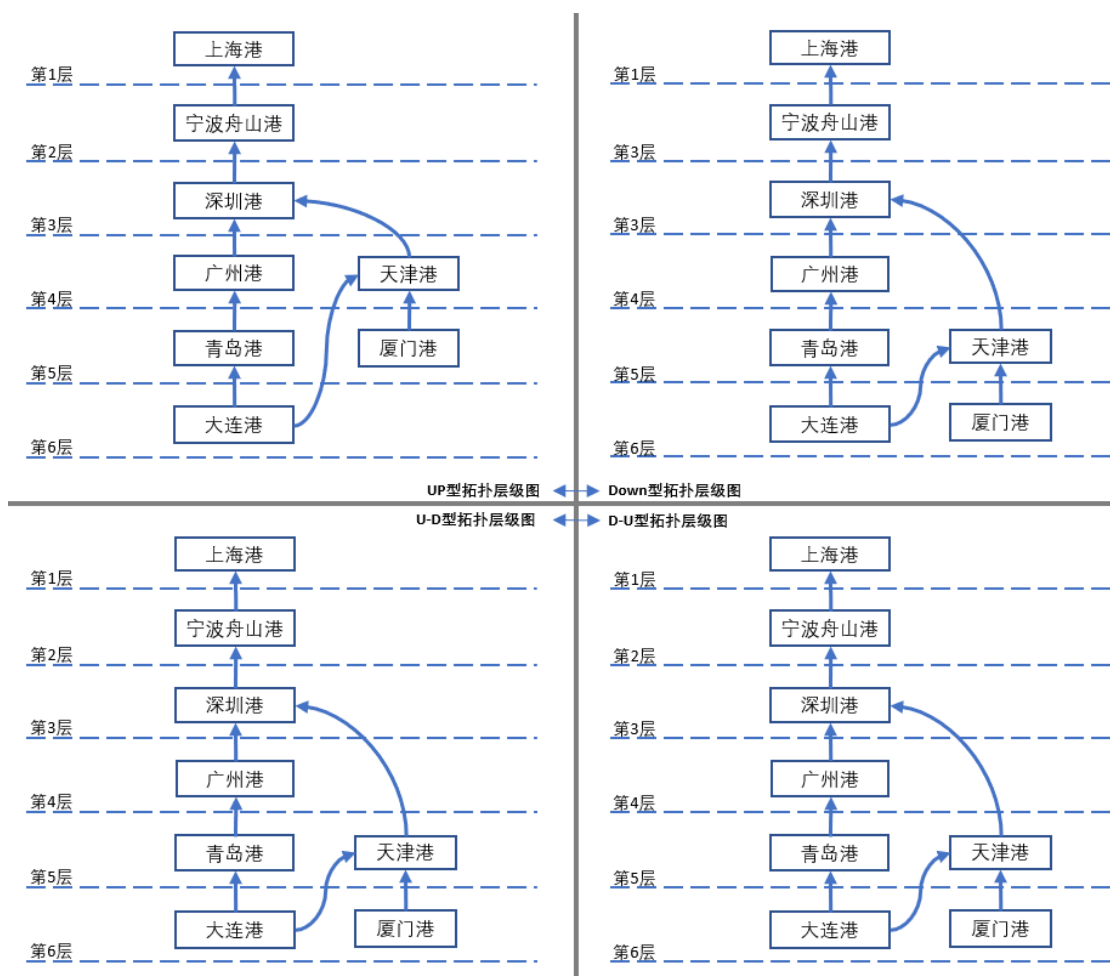 上海港
第1层
宁波舟山港
第2层
深圳港
第3层
广州港
天津港
第4层
青岛港
厦门港
第5层
大连港
第6层
UP型拓扑层级图
上海港
第1层
宁波舟山港
第3层
深圳港
第3层
广州港
第4层
青岛港
天津港
第5层
大连港
厦门港
第6层
Down型拓扑层级图
U-D型拓扑层级图
上海港
第1层
宁波舟山港
第2层
深圳港
第3层
广州港
第4层
青岛港
天津港
第5层
大连港
厦门港
第6层
D-U型拓扑层级图
上海港
第1层
宁波舟山港
第2层
深圳港
第3层
广州港
第4层
青岛港
天津港
第5层
大连港
厦门港
第6层